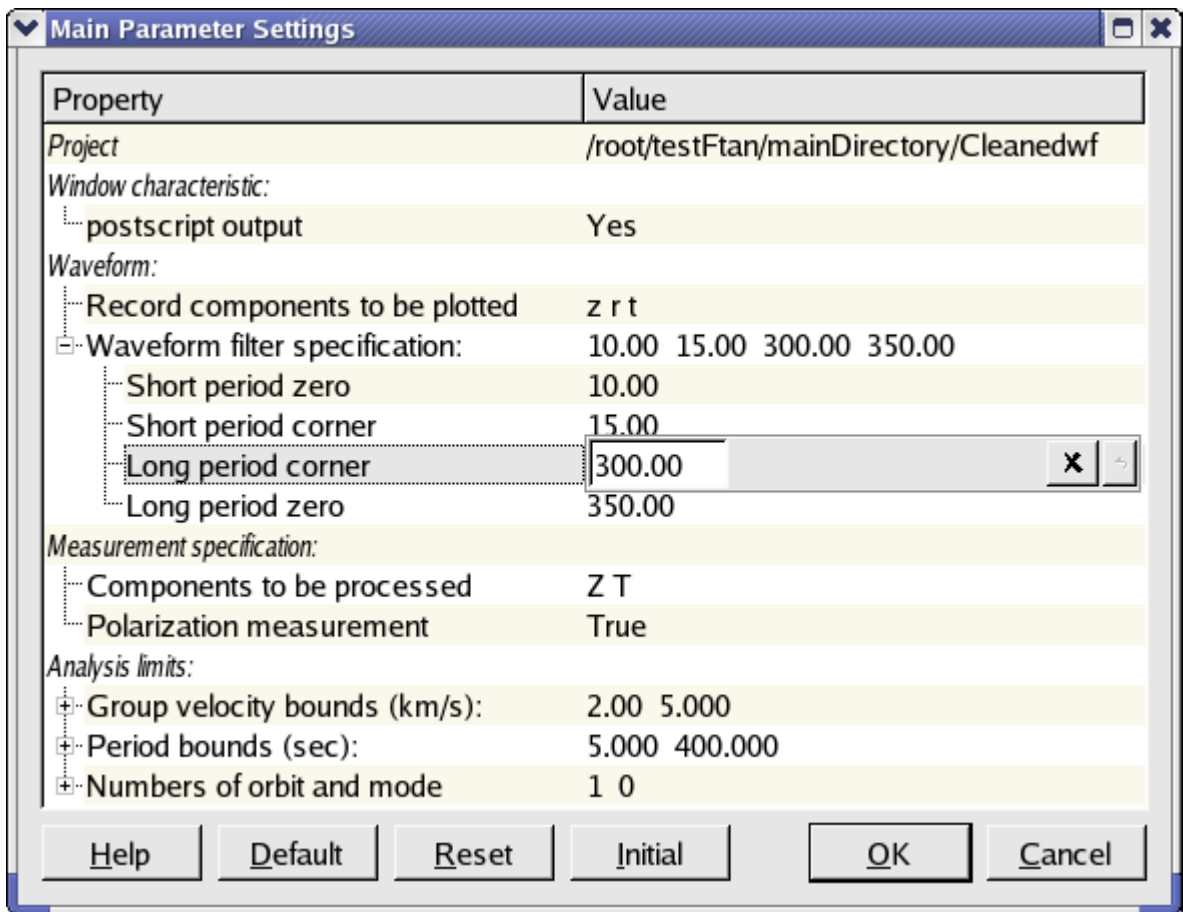 Main Parameter Settings
Property Value
Project /root/testFtan/mainDirectory/Cleanedwf
Window characteristic:
postscript output Yes
Waveform:
Record components to be plotted z r t
Waveform filter specification: 10.00 15.00 300.00 350.00
Short period zero 10.00
Short period corner 15.00
Long period corner 300.00
Long period zero 350.00
Measurement specification:
Components to be processed Z T
Polarization measurement True
Analysis limits:
Group velocity bounds (km/s): 2.00 5.000
Period bounds (sec): 5.000 400.000
Numbers of orbit and mode 1 0
Help Default Reset Initial OK Cancel